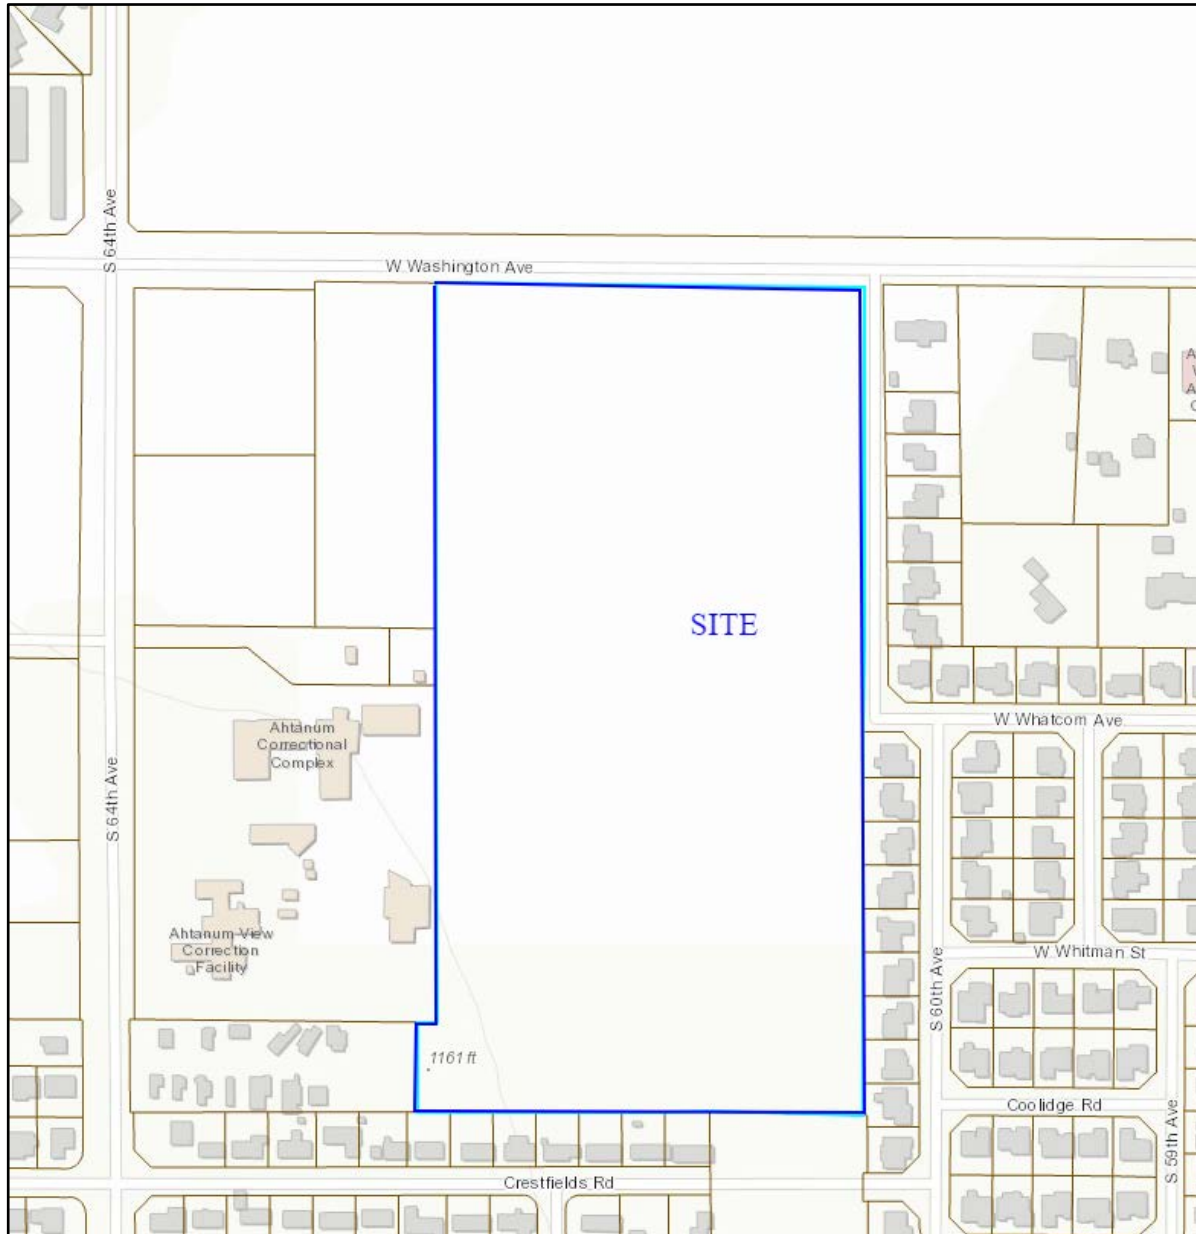 S 64th Ave
W Washington Ave
A
V
A
C
SITE
W Whatcom Ave
Ahtanum
Correctional
Complex
S 64th Ave
Ahtanum View
Correction
Facility
W Whitman St
S 60th Ave
1161 ft
Coolidge Rd
S 59th Ave
Crestfields Rd